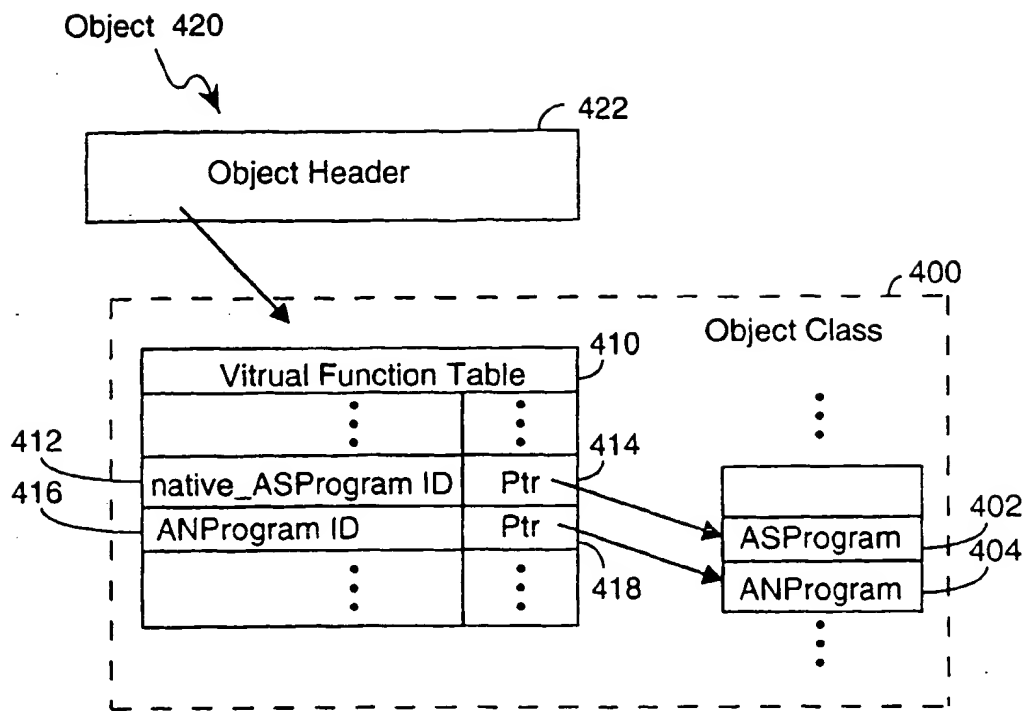 Object 420
422
Object Header
400
Object Class
410
Vitrual Function Table
412
414
native_ASProgram ID
Ptr
416
402
ANProgram ID
Ptr
ASProgram
404
418
ANProgram